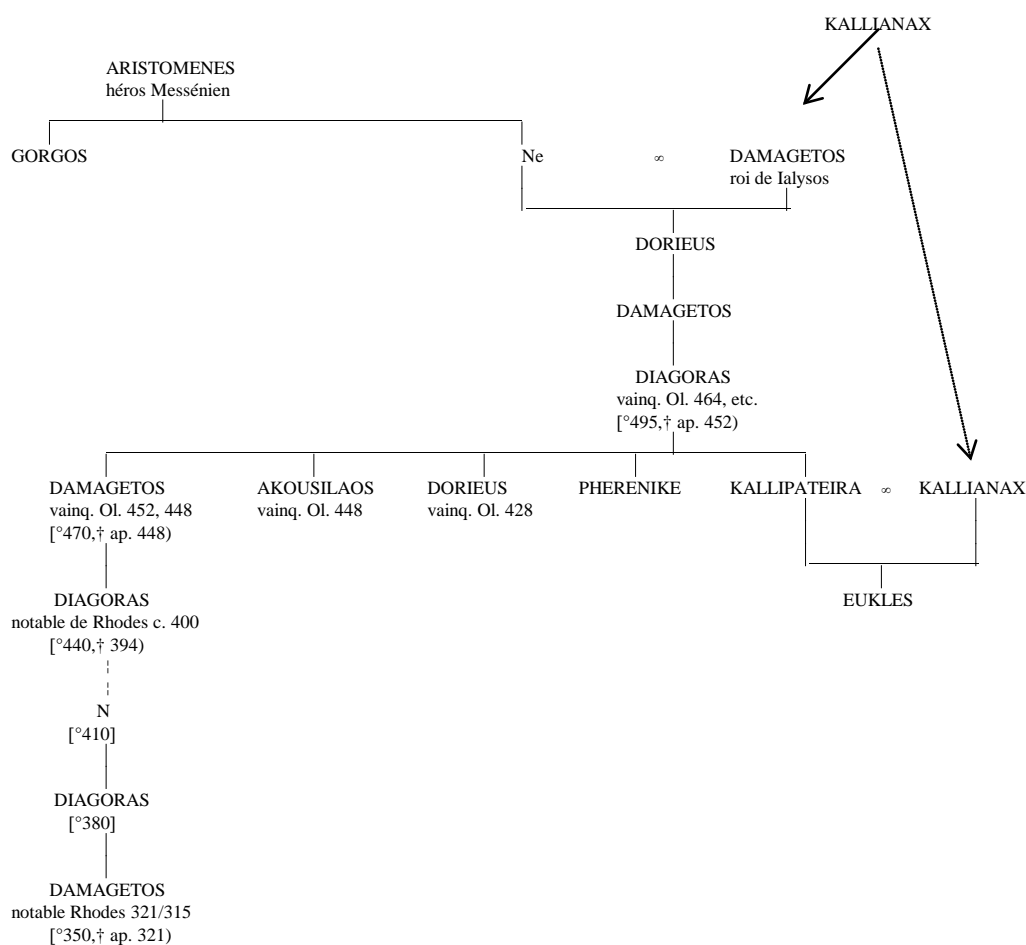 KALLIANAX
ARISTOMENES
héros Messénien
GORGOS
Ne ∞ DAMAGETOS
roi de Ialysos
DORIEUS
DAMAGETOS
DIAGORAS
vainq. Ol. 464, etc.
[°495,† ap. 452)
DAMAGETOS
vainq. Ol. 452, 448
[°470,† ap. 448)
AKOUSILAOS
vainq. Ol. 448
DORIEUS
vainq. Ol. 428
PHERENIKE
KALLIPATEIRA ∞ KALLIANAX
DIAGORAS
notable de Rhodes c. 400
[°440,† 394)
EUKLES
N
[°410]
DIAGORAS
[°380]
DAMAGETOS
notable Rhodes 321/315
[°350,† ap. 321)